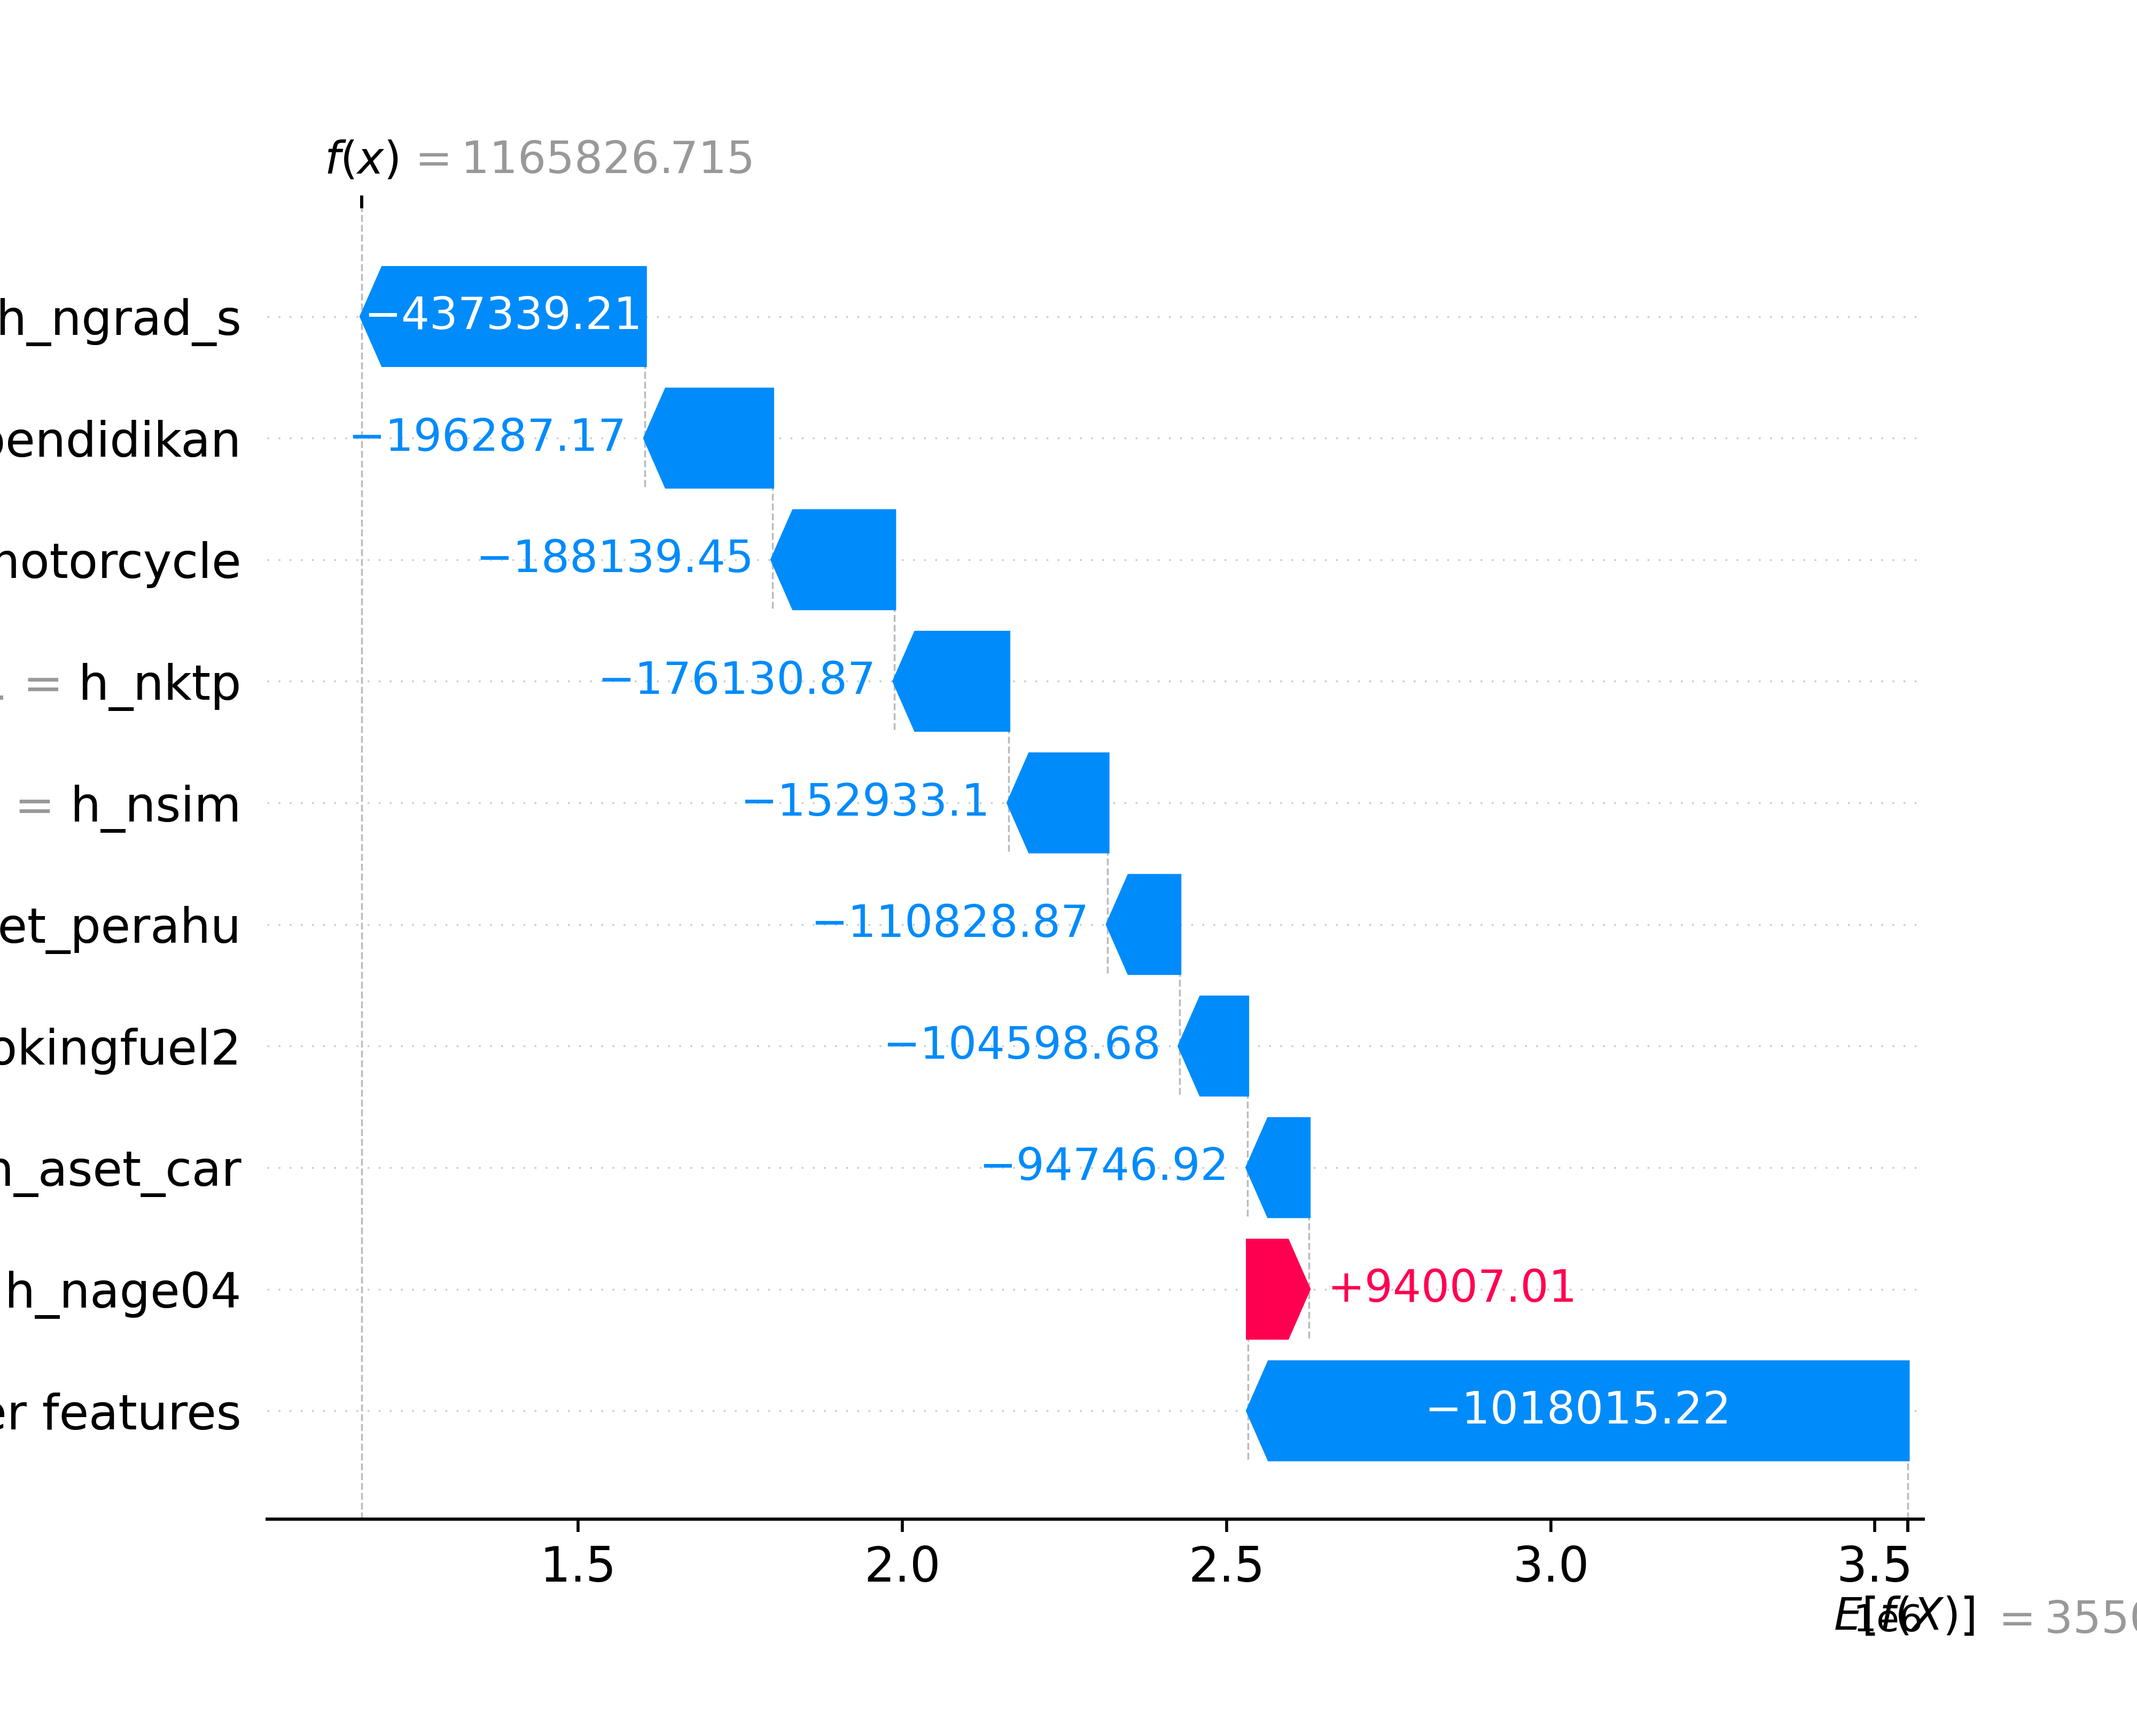 f(x) = 1165826.715
h_ngrad_s
−437339.21
pendidikan
−196287.17
motorcycle
−188139.45
= h_nktp
−176130.87
= h_nsim
−152933.1
et_perahu
−110828.87
okingfuel2
−104598.68
h_aset_car
−94746.92
h_nage04
+94007.01
er features
−1018015.22
1.5 2.0 2.5 3.0 3.5
1e6
E[f(X)] = 3550